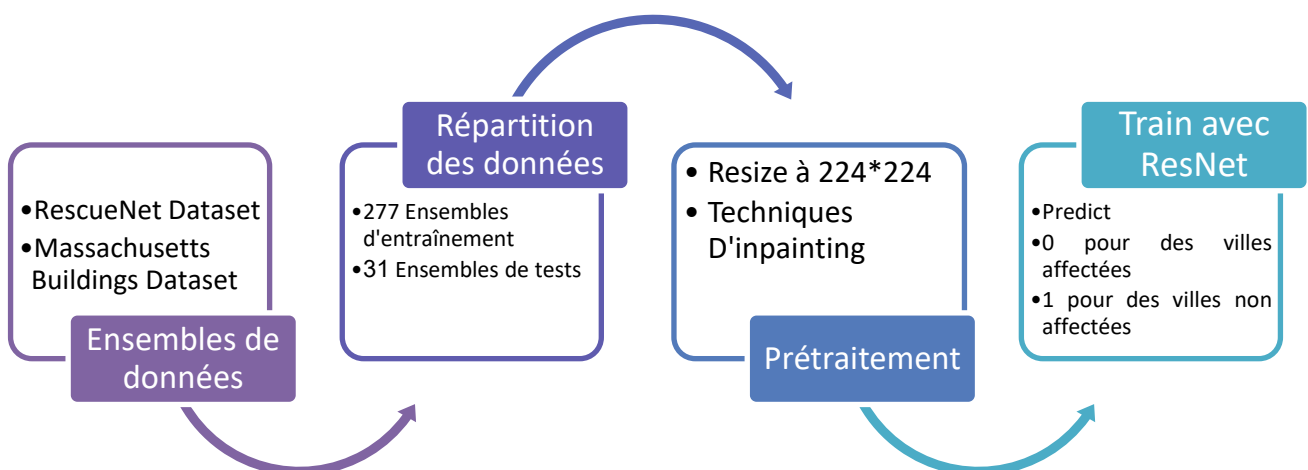 •RescueNet Dataset
•Massachusetts
Buildings Dataset
Ensembles de
données
Répartition
des données
•277 Ensembles
d'entraînement
•31 Ensembles de tests
• Resize à 224*224
• Techniques
D'inpainting
Prétraitement
Train avec
ResNet
•Predict
•0 pour des villes
affectées
•1 pour des villes non
affectées